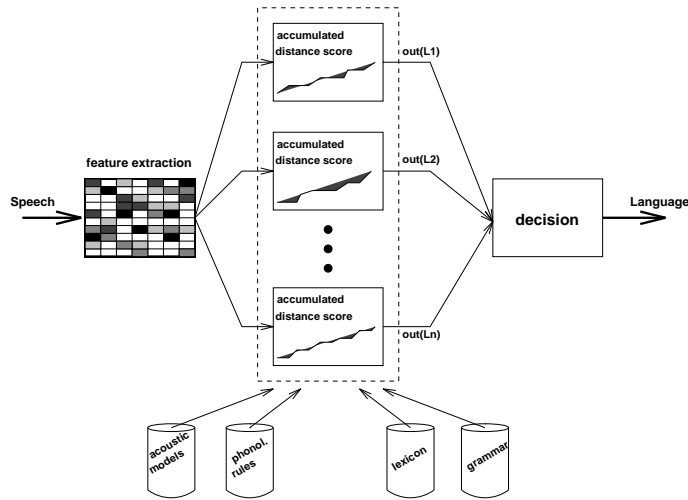 accumulated
distance score
out(L1)
feature extraction
accumulated
distance score
out(L2)
Speech
decision
Language
accumulated
distance score
out(Ln)
acoustic
models
phonol.
rules
lexicon
grammar